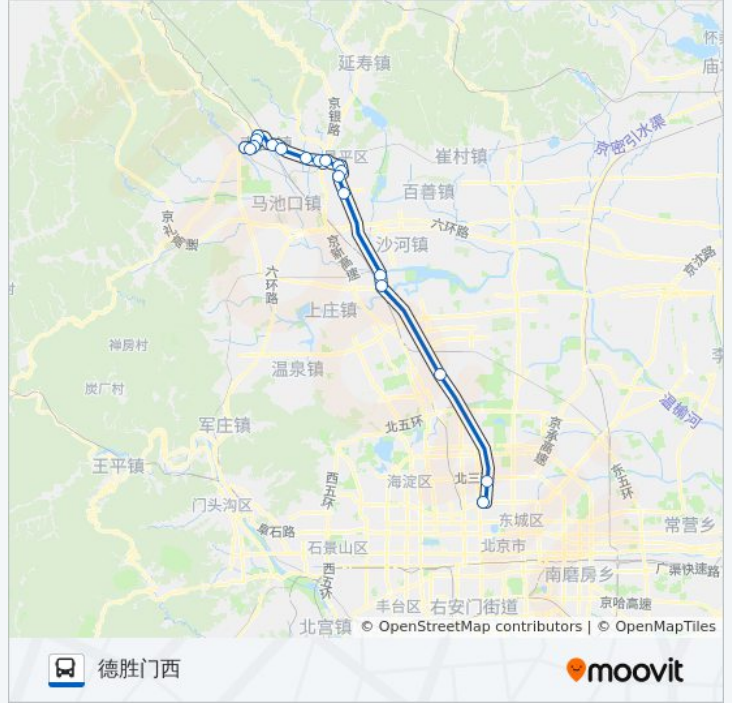 延寿镇
怀
庙
京银路
京密引水渠
昌平区
崔村镇
百善镇
马池口镇
京礼高速
六环路
沙河镇
京新高速
京沈路
六环路
村
上庄镇
禅房村
温泉镇
李
炭厂村
温榆河
军庄镇
北五环
京承高速
王平镇
西五环
海淀区
北三
东五环
门头沟区
阜石路
东城区
常营乡
石景山区
北京市
西五环
南磨房乡
广渠快速路
丰台区
右安门街道
京哈高速
北宫镇
© OpenStreetMap contributors | © OpenMapTiles
德胜门西
moovit